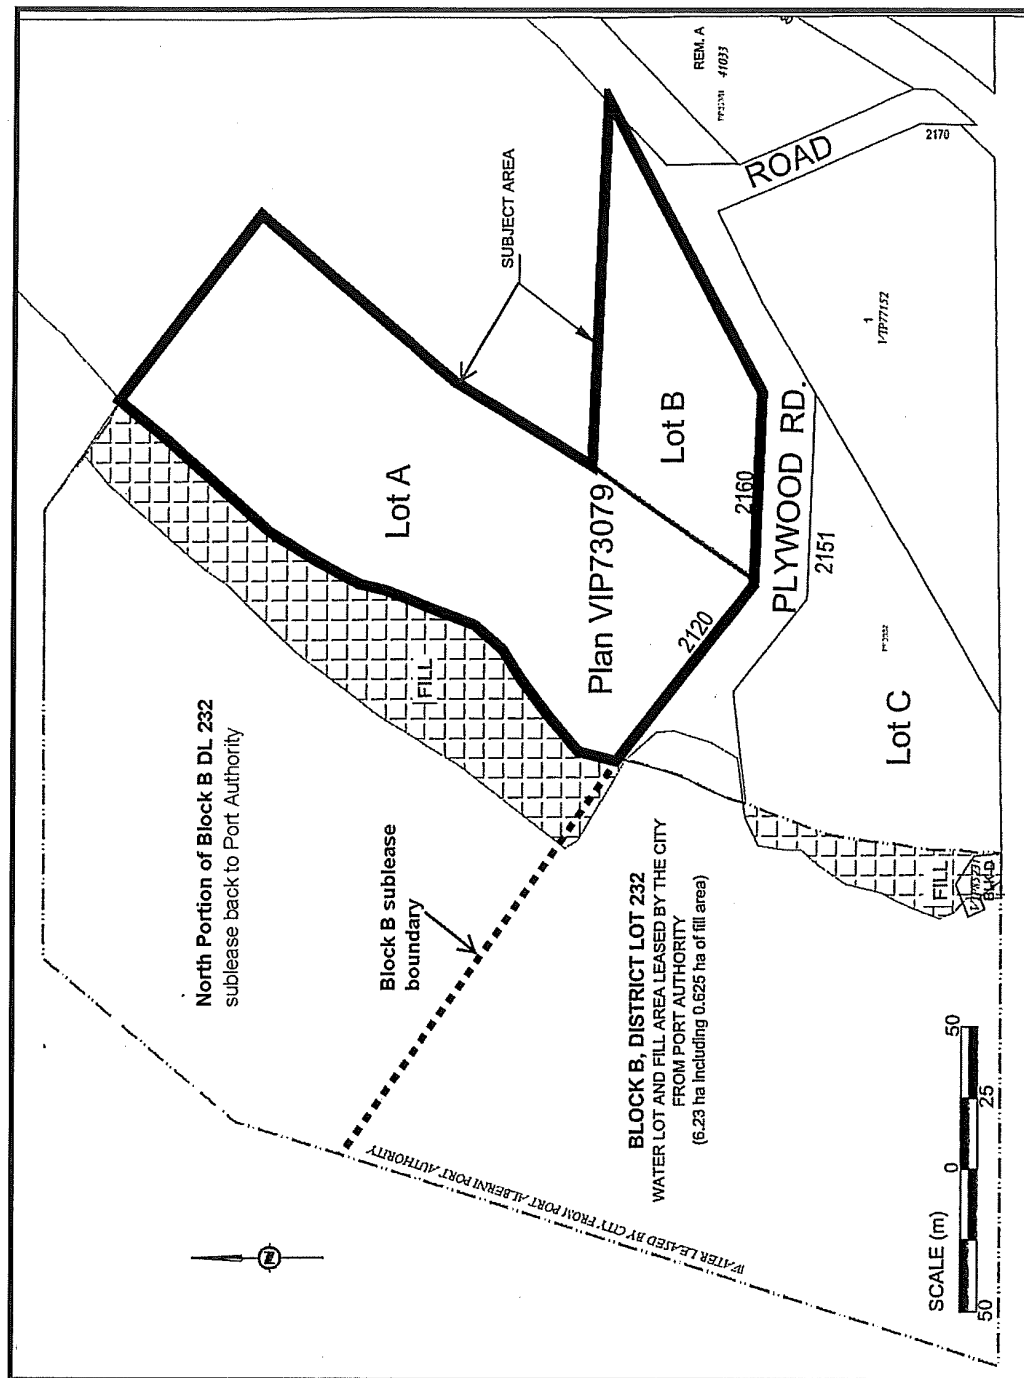 North Portion of Block B DL 232
sublease back to Port Authority
Block B sublease
boundary
FILL
Lot A
Plan VIP73079
SUBJECT AREA
Lot B
2120
2160
PLYWOOD RD.
2151
ROAD
REM. A
41033
2170
1
VIP77152
Lot C
FILL
BLK D
BLOCK B, DISTRICT LOT 232
WATER LOT AND FILL AREA LEASED BY THE CITY
FROM PORT AUTHORITY
(6.23 ha Including 0.625 ha of fill area)
WATER LEASED BY CITY FROM PORT ALBERNI PORT AUTHORITY
SCALE (m)
50
0
25
50